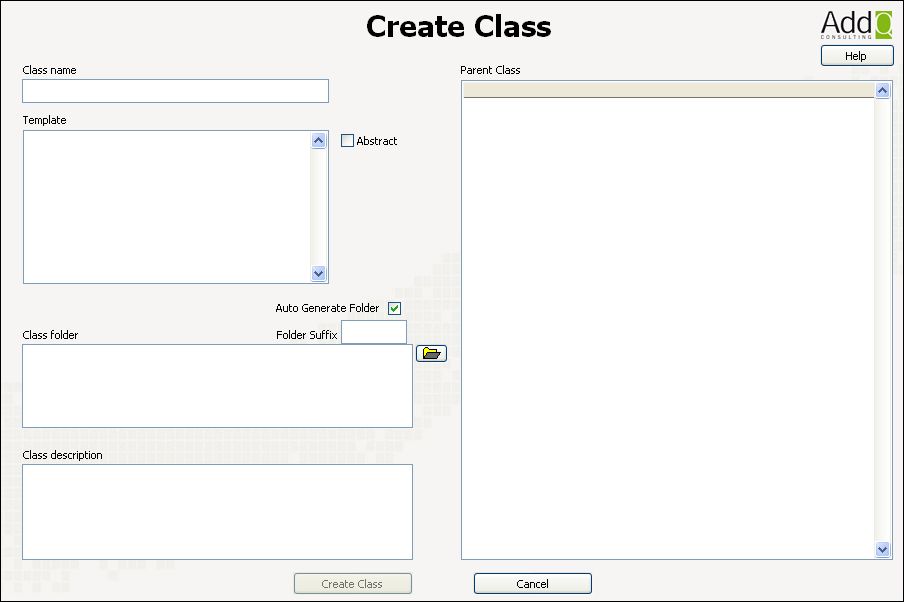 Create Class
AddQ
CONSULTING
Help
Class name
Parent Class
Template
Abstract
Auto Generate Folder
Class folder
Folder Suffix
Class description
Create Class
Cancel